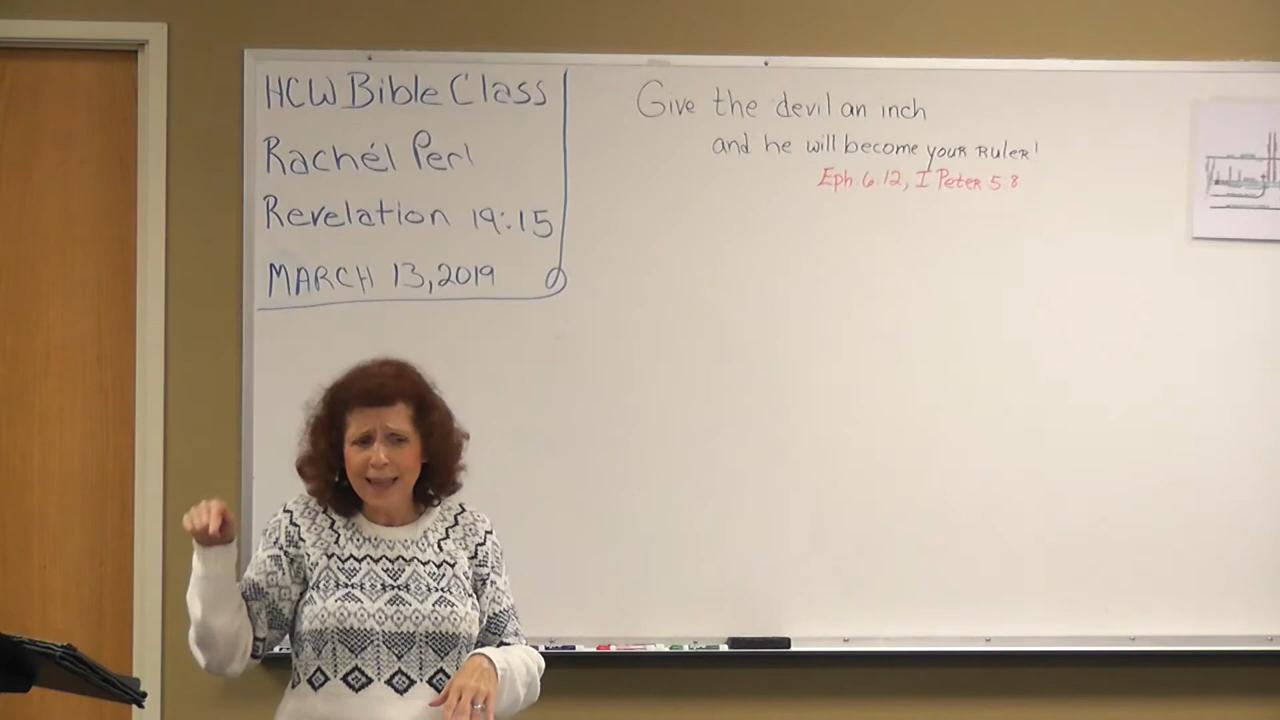 HCW Bible Class
Rachél Perl
Revelation 19:15
MARCH 13, 2019
Give the devil an inch
and he will become your RuleR!
Eph 6.12, I Peter 5.8